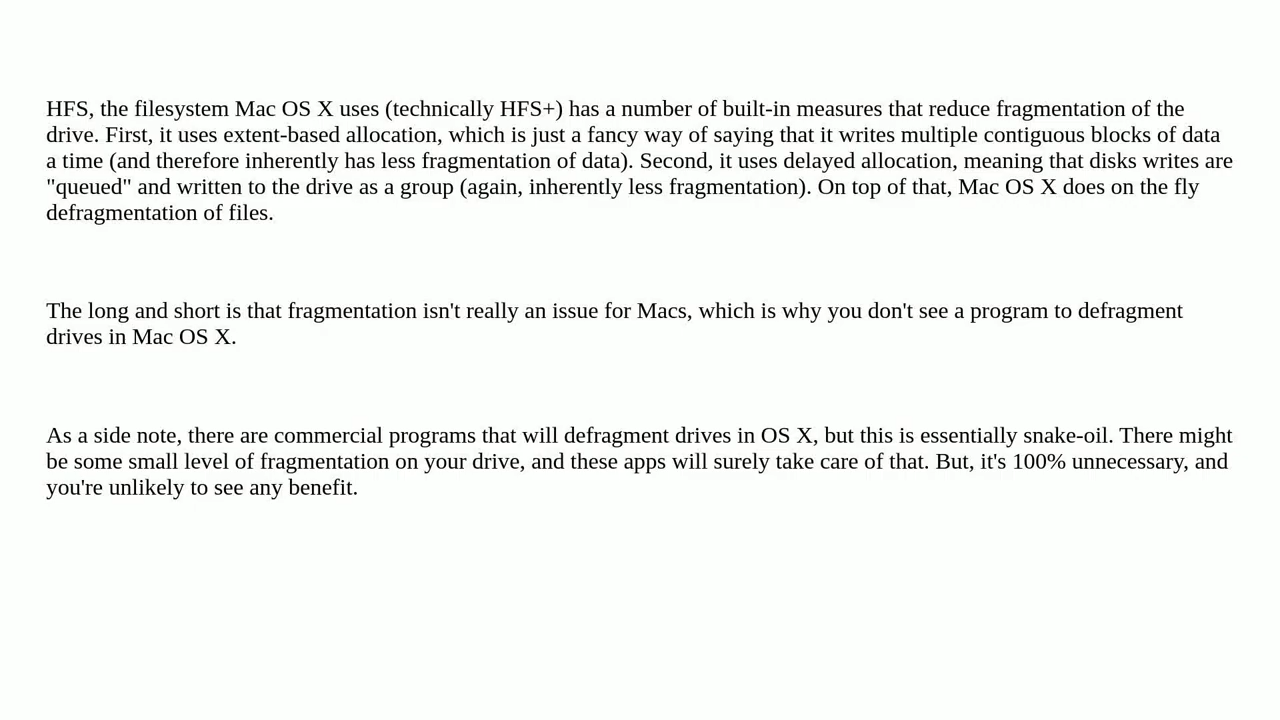 HFS, the filesystem Mac OS X uses (technically HFS+) has a number of built-in measures that reduce fragmentation of the
drive. First, it uses extent-based allocation, which is just a fancy way of saying that it writes multiple contiguous blocks of data
a time (and therefore inherently has less fragmentation of data). Second, it uses delayed allocation, meaning that disks writes are
"queued" and written to the drive as a group (again, inherently less fragmentation). On top of that, Mac OS X does on the fly
defragmentation of files.
The long and short is that fragmentation isn't really an issue for Macs, which is why you don't see a program to defragment
drives in Mac OS X.
As a side note, there are commercial programs that will defragment drives in OS X, but this is essentially snake-oil. There might
be some small level of fragmentation on your drive, and these apps will surely take care of that. But, it's 100% unnecessary, and
you're unlikely to see any benefit.